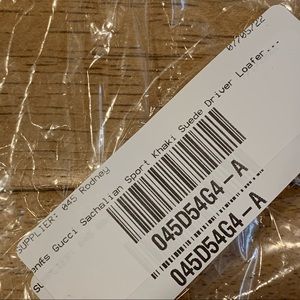 07/05/22
SUPPLIER: 045 Rodney
Gucci Sachalian Sport Khaki Suede Driver Loafer...
045D54G4-A
045D54G4-A